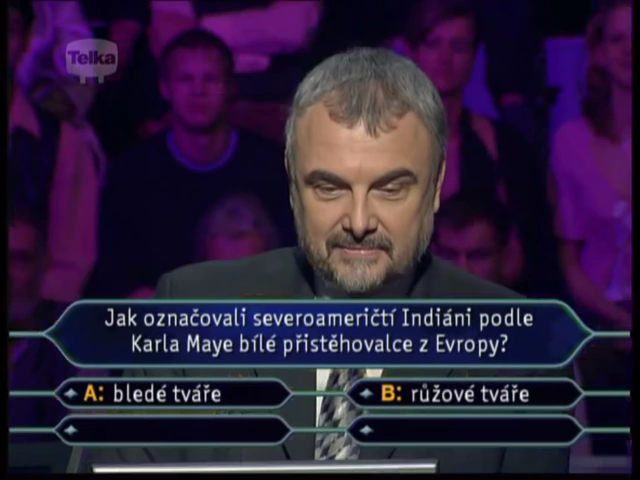 Telka
Jak označovali severoameričtí Indiáni podle
Karla Maye bílé přistěhovalce z Evropy?
A: bledé tváře
B: růžové tváře